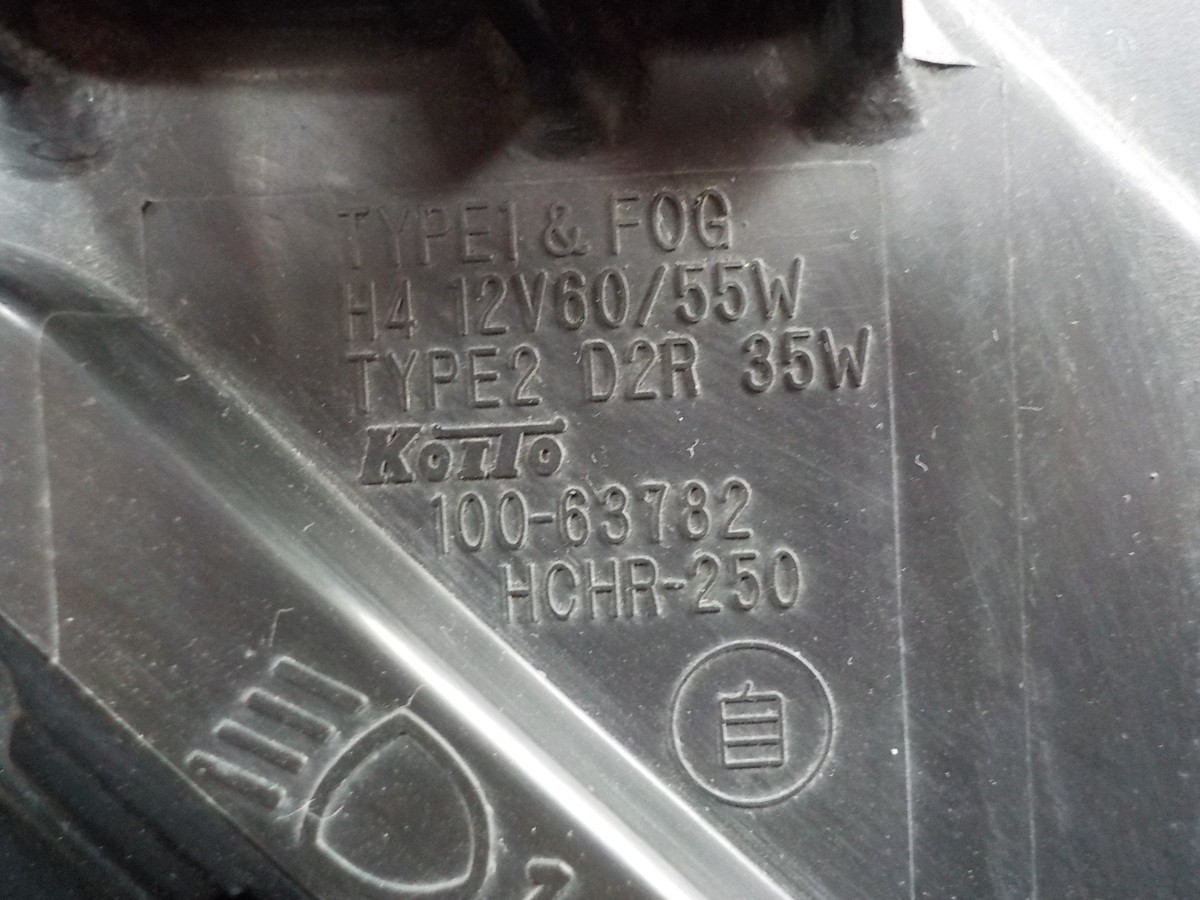 TYPE1 & FOG
H4 12V60/55W
TYPE2 D2R 35W
KOITO
100-63782
HCHR-250
自